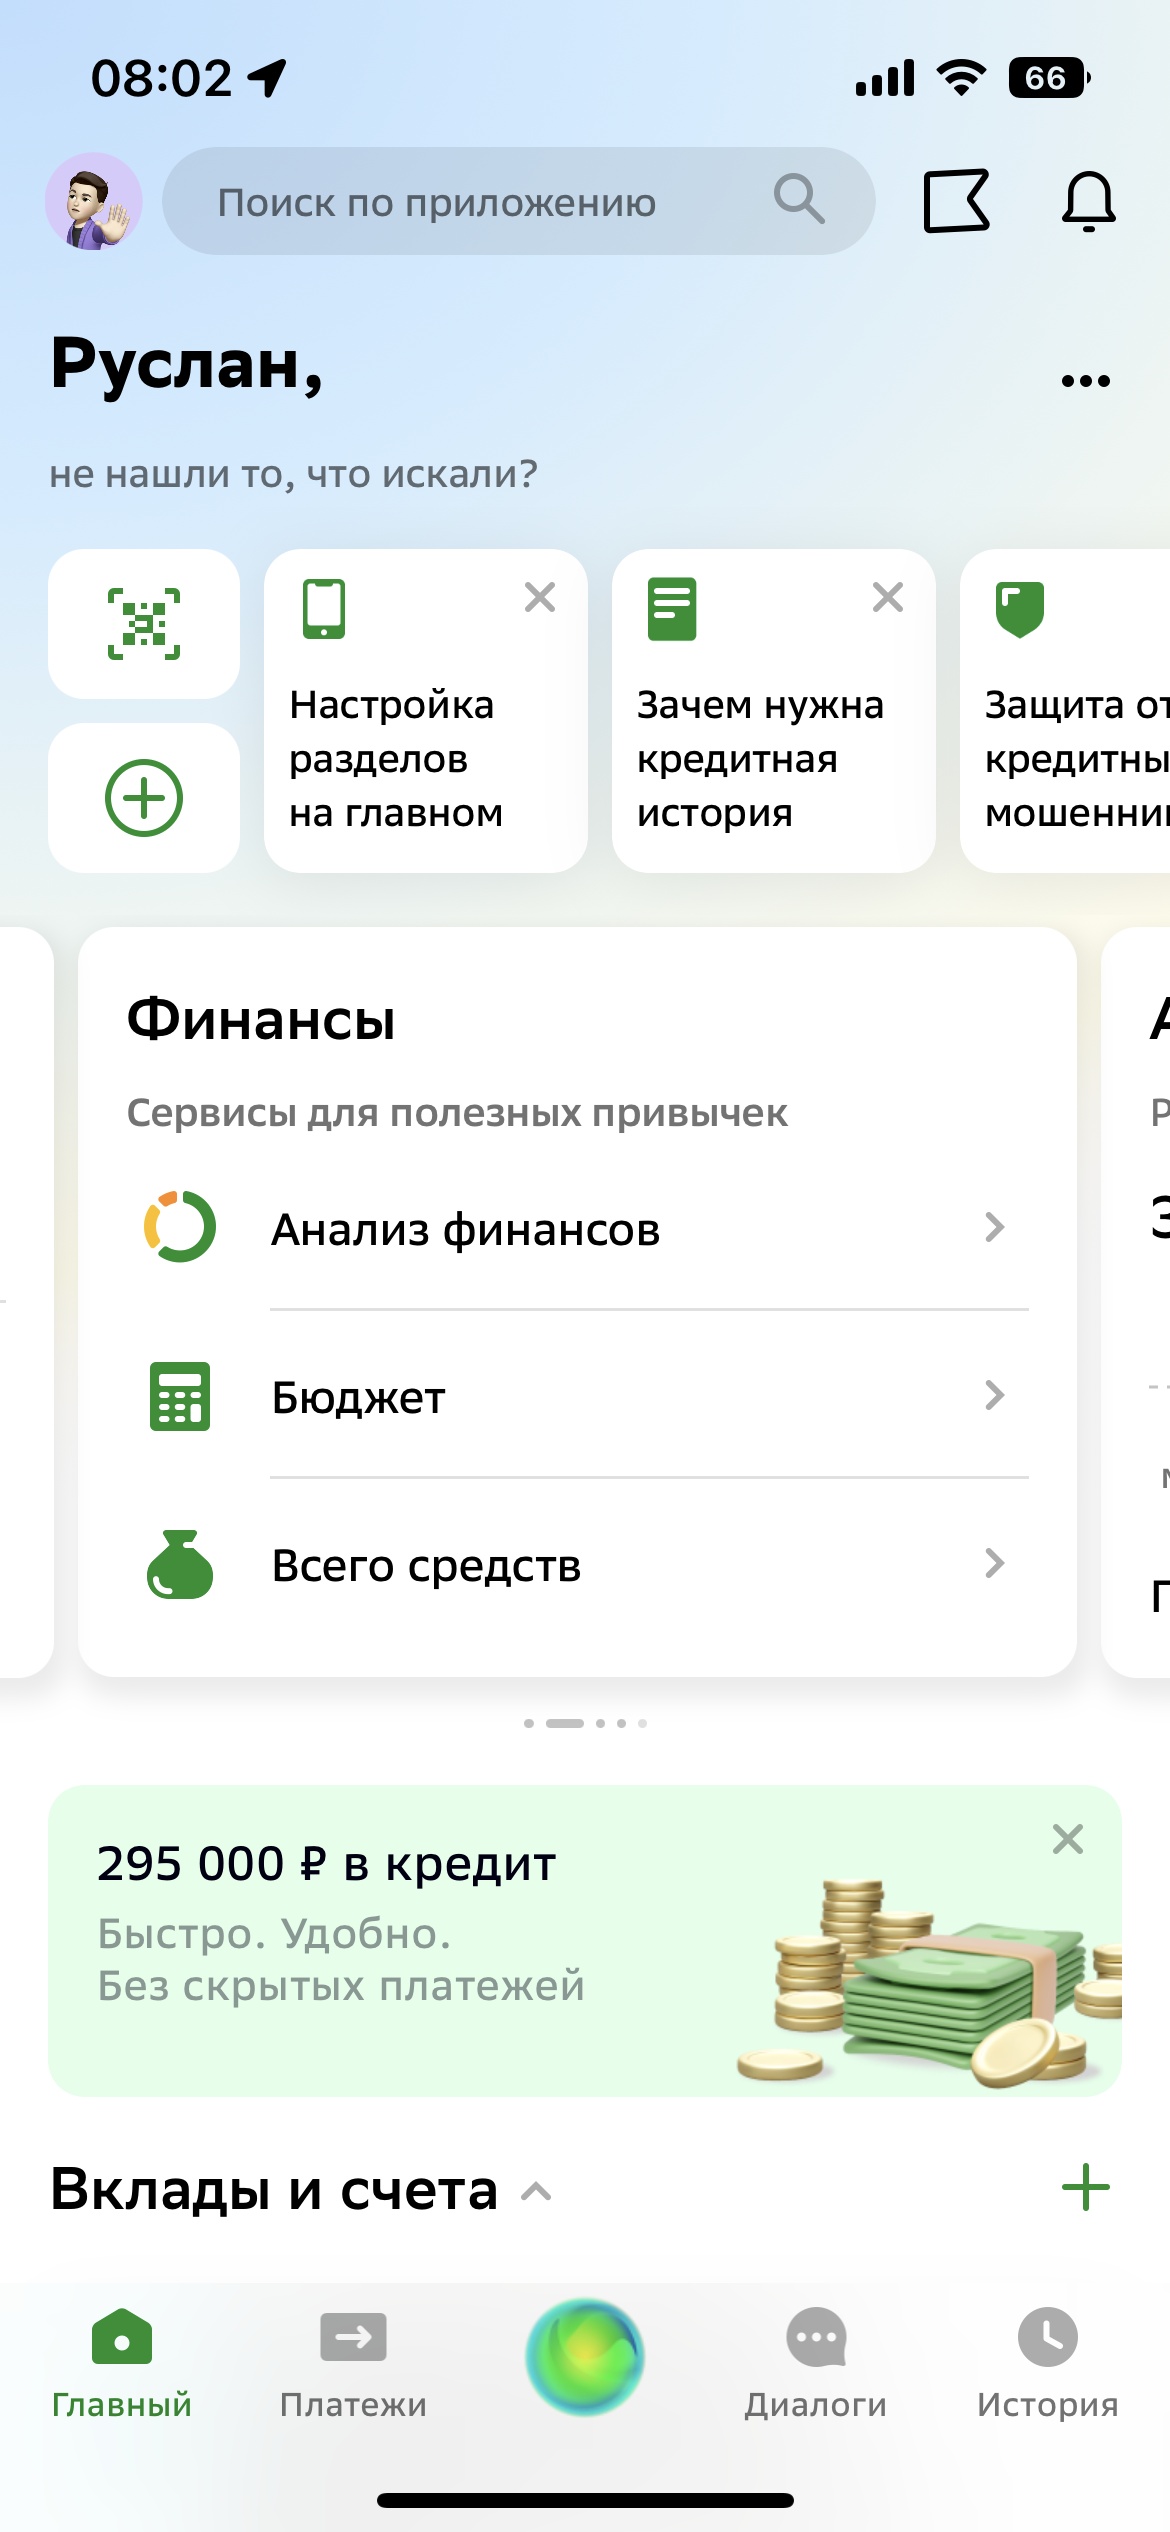 08:02
66
Поиск по приложению
Руслан,
не нашли то, что искали?
Настройка
разделов
на главном
Зачем нужна
кредитная
история
Защита от
кредитны
мошенни
Финансы
Сервисы для полезных привычек
Анализ финансов
Бюджет
Всего средств
295 000 ₽ в кредит
Быстро. Удобно.
Без скрытых платежей
Вклады и счета
Главный
Платежи
Диалоги
История